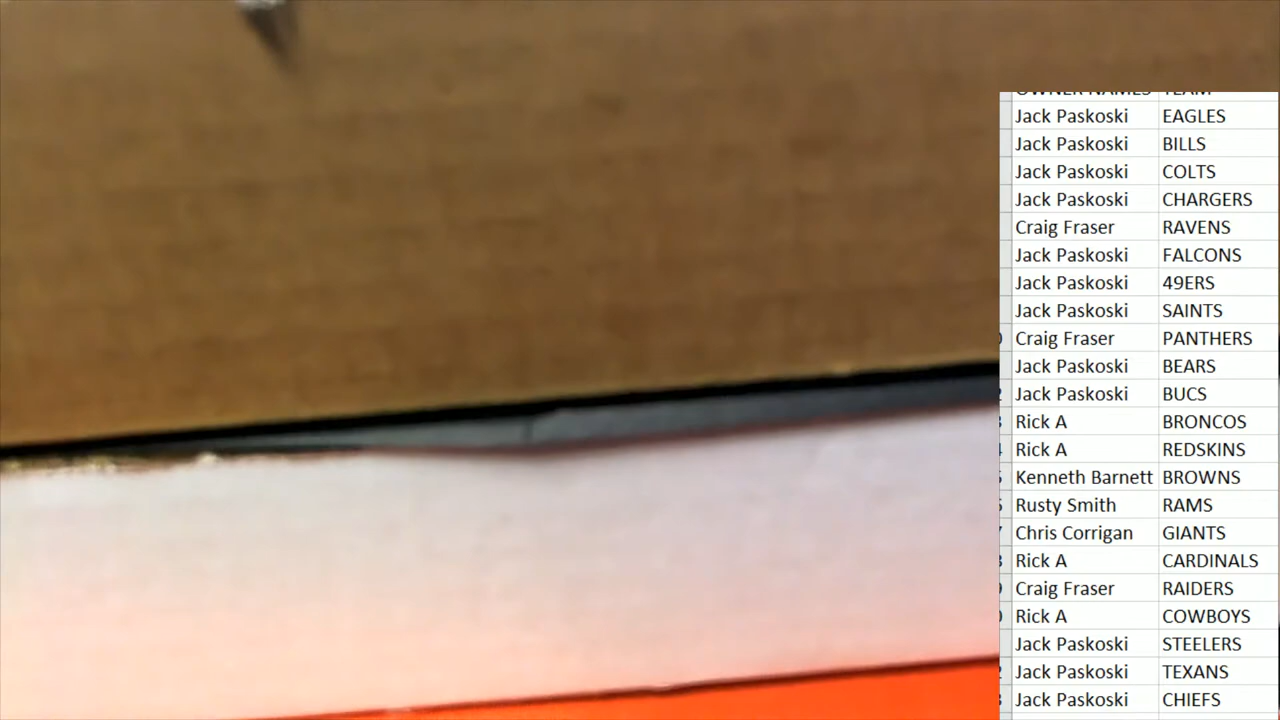 OWNER NAMES TEAM
Jack Paskoski EAGLES
Jack Paskoski BILLS
Jack Paskoski COLTS
Jack Paskoski CHARGERS
Craig Fraser RAVENS
Jack Paskoski FALCONS
Jack Paskoski 49ERS
Jack Paskoski SAINTS
Craig Fraser PANTHERS
Jack Paskoski BEARS
Jack Paskoski BUCS
Rick A BRONCOS
Rick A REDSKINS
Kenneth Barnett BROWNS
Rusty Smith RAMS
Chris Corrigan GIANTS
Rick A CARDINALS
Craig Fraser RAIDERS
Rick A COWBOYS
Jack Paskoski STEELERS
Jack Paskoski TEXANS
Jack Paskoski CHIEFS